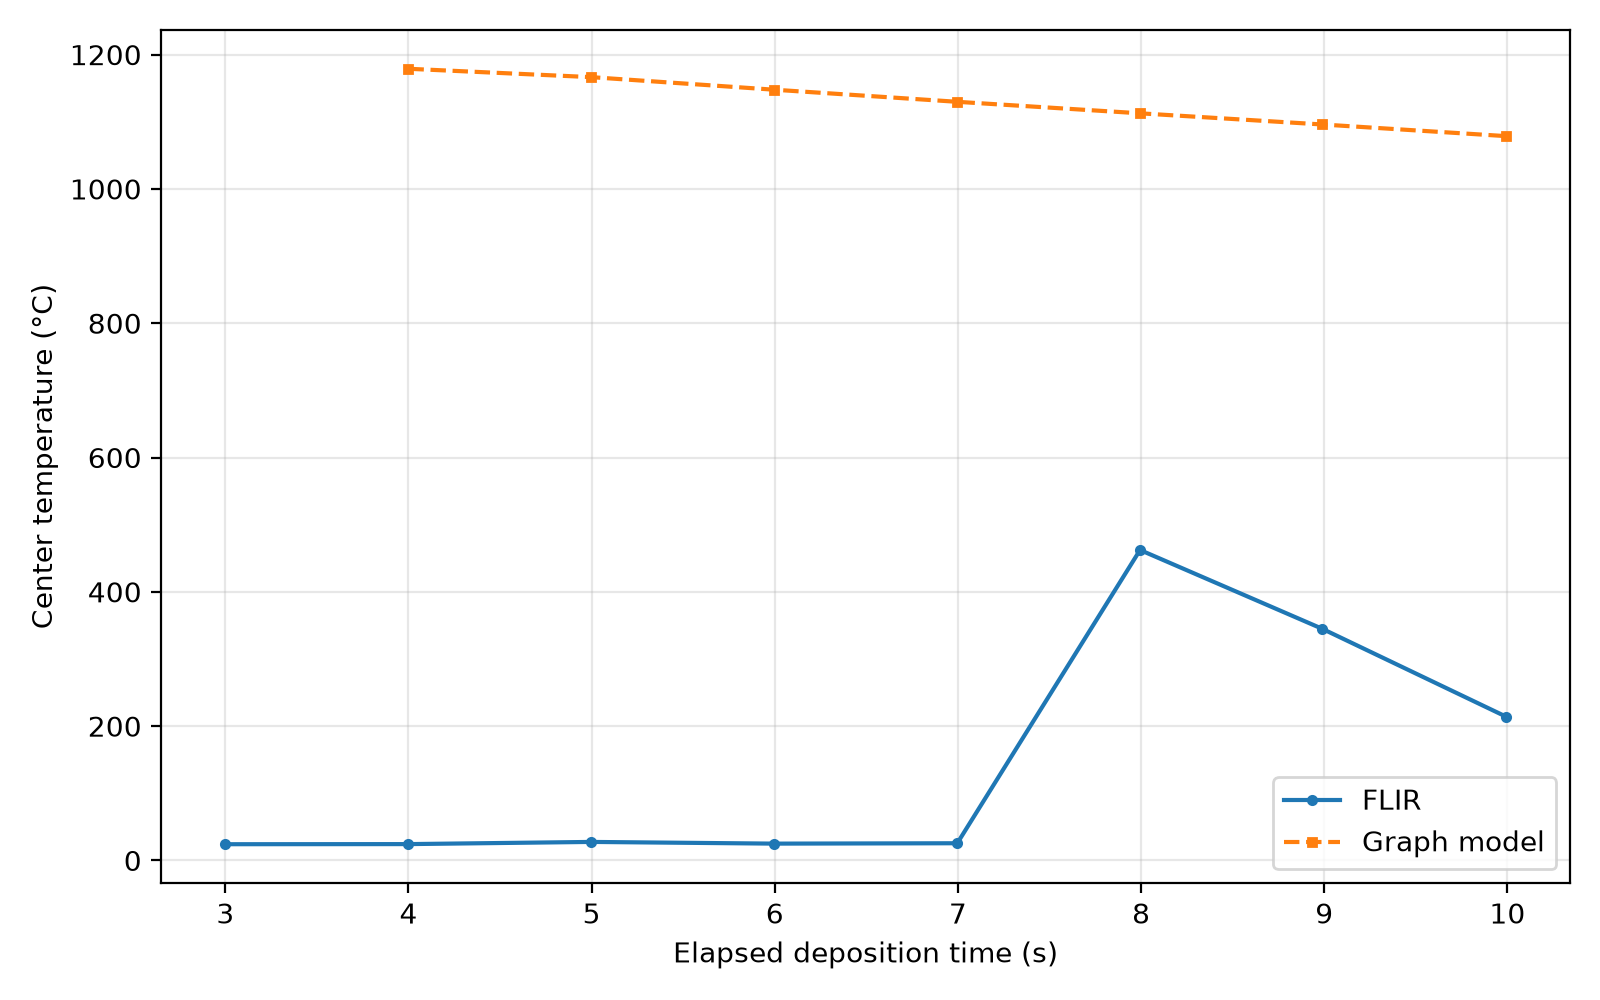 1200
1000
800
600
400
200
0
Center temperature (°C)
3 4 5 6 7 8 9 10
Elapsed deposition time (s)
FLIR
Graph model